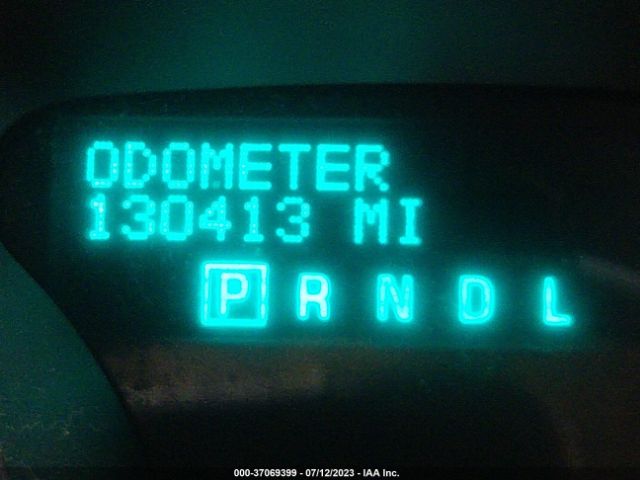 ODOMETER
130413 MI
P R N D L
000-37069399 - 07/12/2023 - IAA Inc.